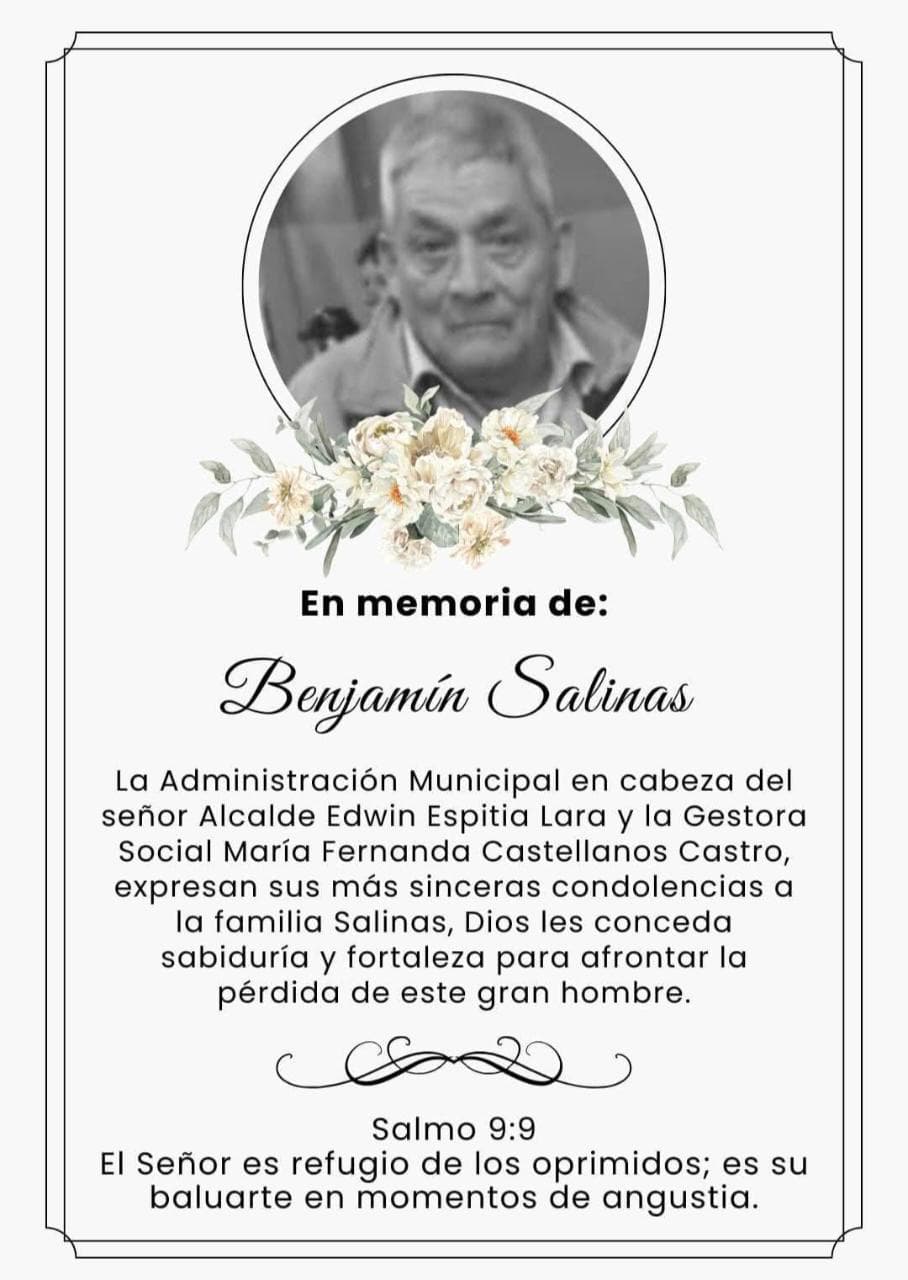 En memoria de:
Benjamín Salinas
La Administración Municipal en cabeza del
señor Alcalde Edwin Espitia Lara y la Gestora
Social María Fernanda Castellanos Castro,
expresan sus más sinceras condolencias a
la familia Salinas, Dios les conceda
sabiduría y fortaleza para afrontar la
pérdida de este gran hombre.
Salmo 9:9
El Señor es refugio de los oprimidos; es su
baluarte en momentos de angustia.